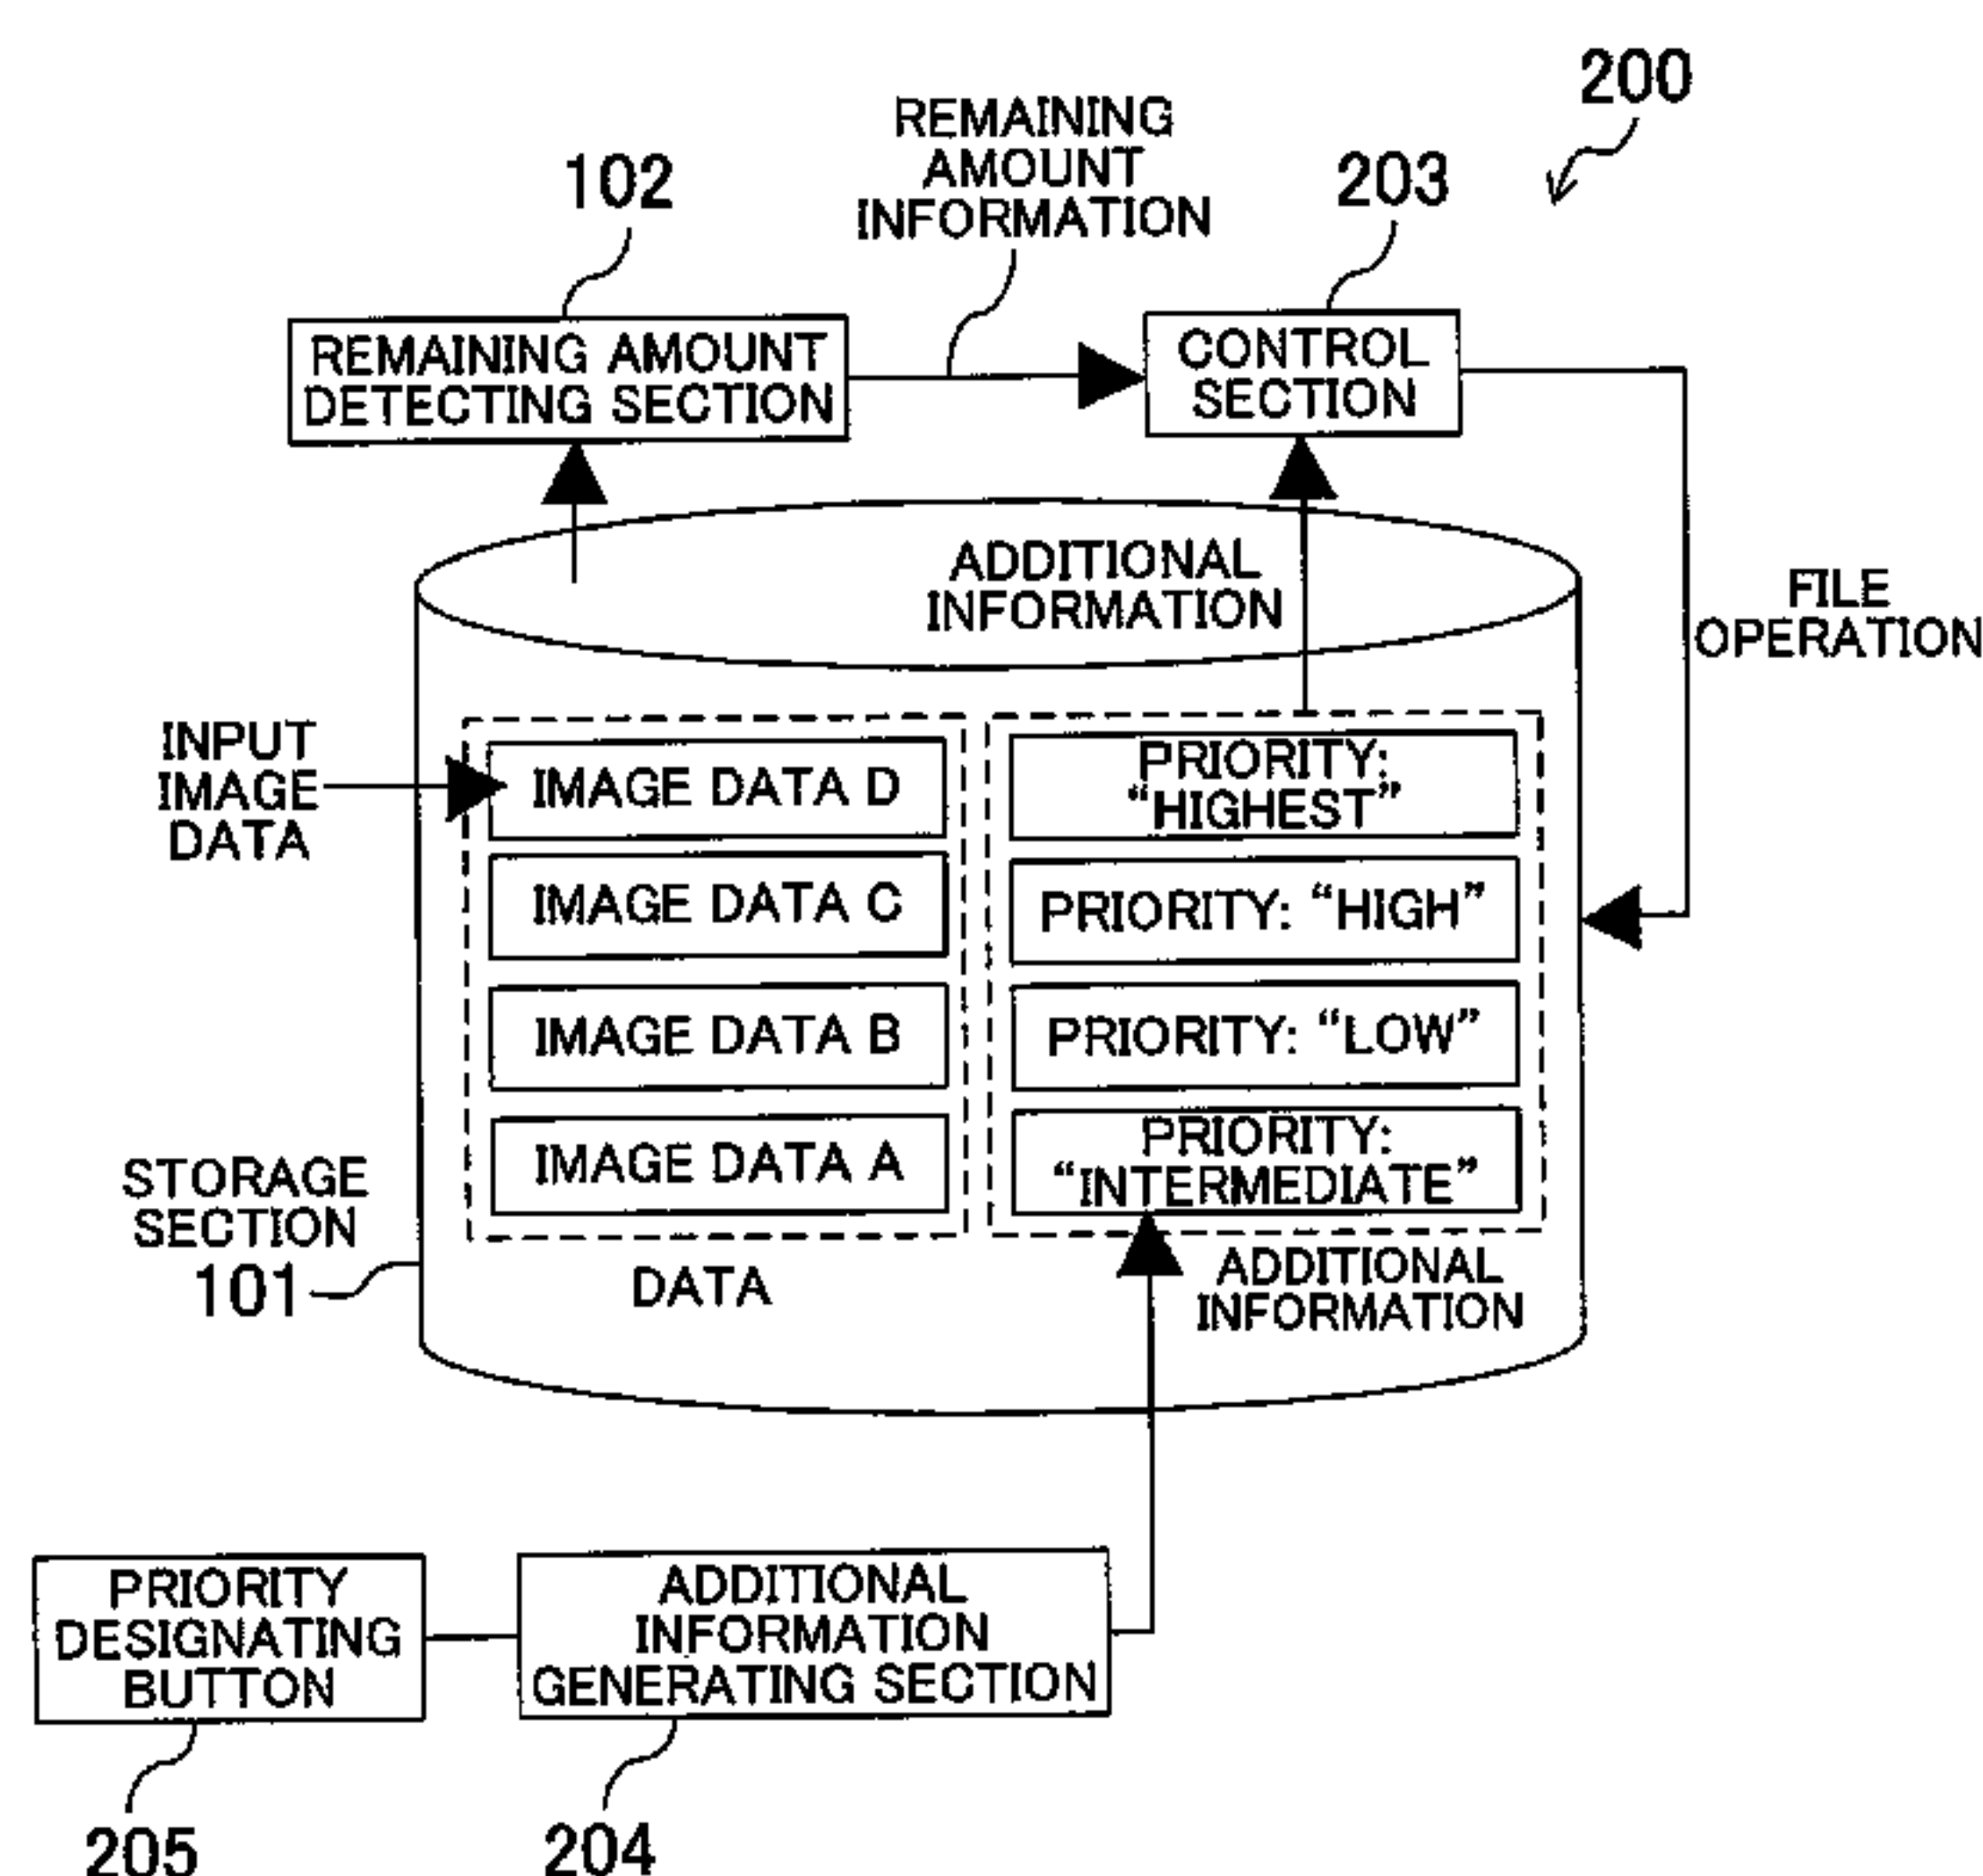 200
REMAINING
AMOUNT
INFORMATION
102
203
REMAINING AMOUNT
DETECTING SECTION
CONTROL
SECTION
ADDITIONAL
INFORMATION
FILE
OPERATION
INPUT
IMAGE
DATA
IMAGE DATA D
PRIORITY:
“HIGHEST”
IMAGE DATA C
PRIORITY: “HIGH”
IMAGE DATA B
PRIORITY: “LOW”
IMAGE DATA A
PRIORITY:
“INTERMEDIATE”
STORAGE
SECTION
101
DATA
ADDITIONAL
INFORMATION
PRIORITY
DESIGNATING
BUTTON
ADDITIONAL
INFORMATION
GENERATING SECTION
205
204